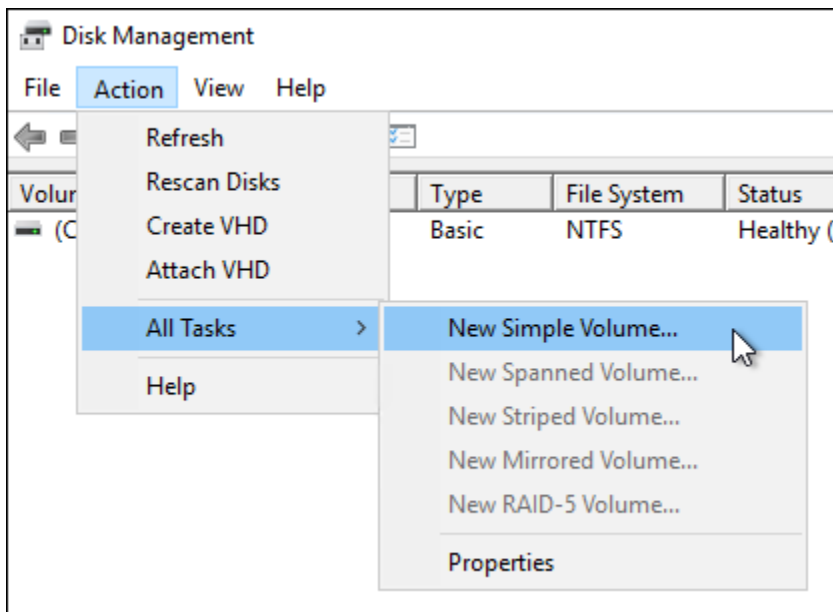 Disk Management
File Action View Help
Refresh
Rescan Disks
Create VHD
Attach VHD
All Tasks
Help
Type File System Status
Basic NTFS Healthy (
New Simple Volume...
New Spanned Volume...
New Striped Volume...
New Mirrored Volume...
New RAID-5 Volume...
Properties